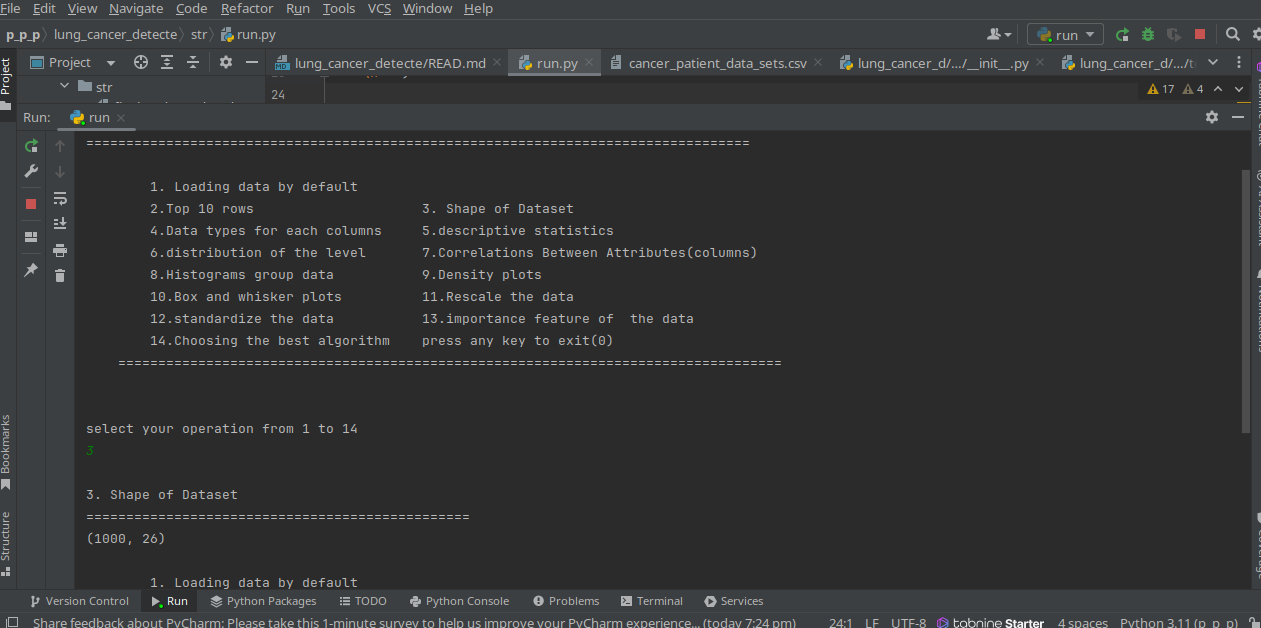 File Edit View Navigate Code Refactor Run Tools VCS Window Help
p_p_p lung_cancer_detecte str run.py run
Project lung_cancer_detecte/READ.md run.py cancer_patient_data_sets.csv lung_cancer_d/.../__init__.py lung_cancer_d/.../t
Project
str
24 17 4
Run: run
===================================================================================
1. Loading data by default
2.Top 10 rows 3. Shape of Dataset
4.Data types for each columns 5.descriptive statistics
6.distribution of the level 7.Correlations Between Attributes(columns)
8.Histograms group data 9.Density plots
10.Box and whisker plots 11.Rescale the data
12.standardize the data 13.importance feature of  the data
14.Choosing the best algorithm press any key to exit(0)
===================================================================================
select your operation from 1 to 14
3
3. Shape of Dataset
================================================
(1000, 26)
1. Loading data by default
Bookmarks
Structure
Version Control Run Python Packages TODO Python Console Problems Terminal Services
Share feedback about PyCharm: Please take this 1-minute survey to help us improve your PyCharm experience... (today 7:24 pm) 24:1 LF UTF-8 tabnine Starter 4 spaces Python 3.11 (p_p_p)